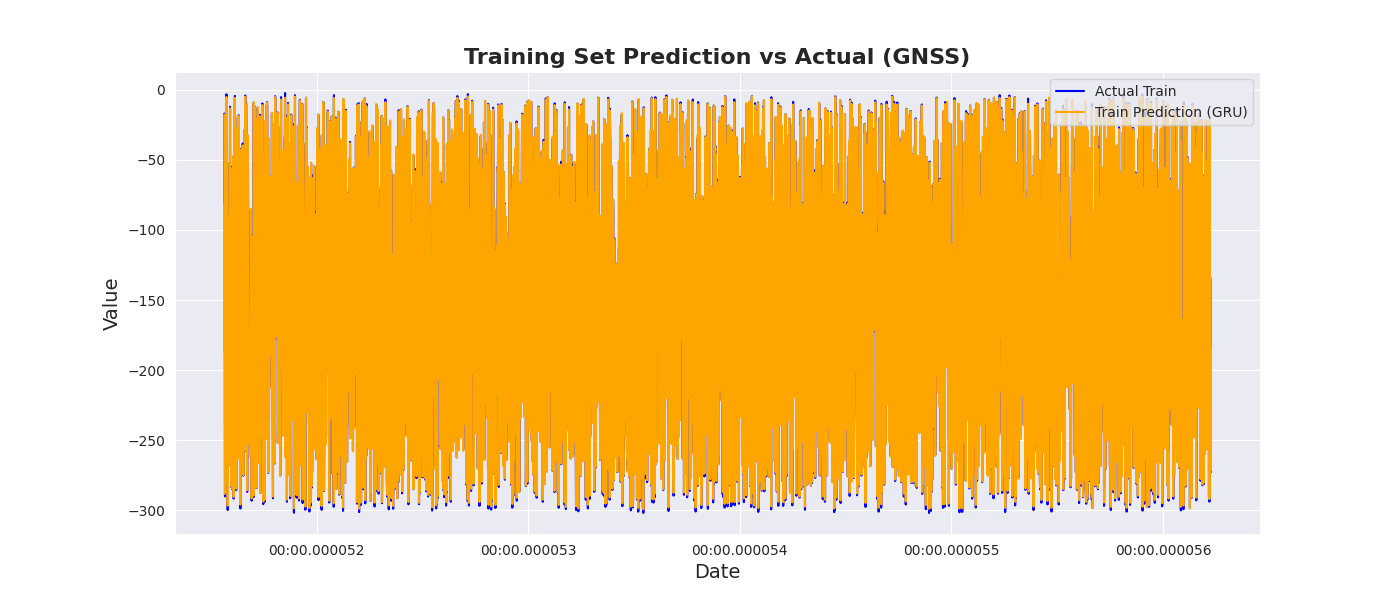 Training Set Prediction vs Actual (GNSS)
Actual Train
Train Prediction (GRU)
Value
0
−50
−100
−150
−200
−250
−300
00:00.000052
00:00.000053
00:00.000054
00:00.000055
00:00.000056
Date